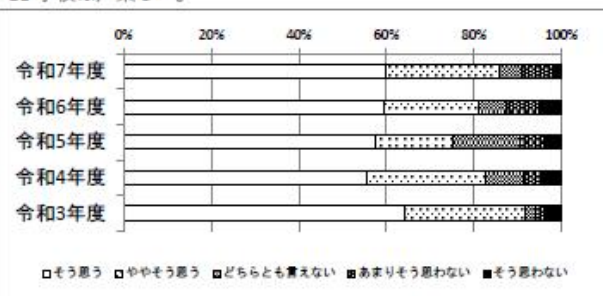 0% 20% 40% 60% 80% 100%
令和7年度
令和6年度
令和5年度
令和4年度
令和3年度
そう思う ややそう思う どちらとも言えない あまりそう思わない そう思わない